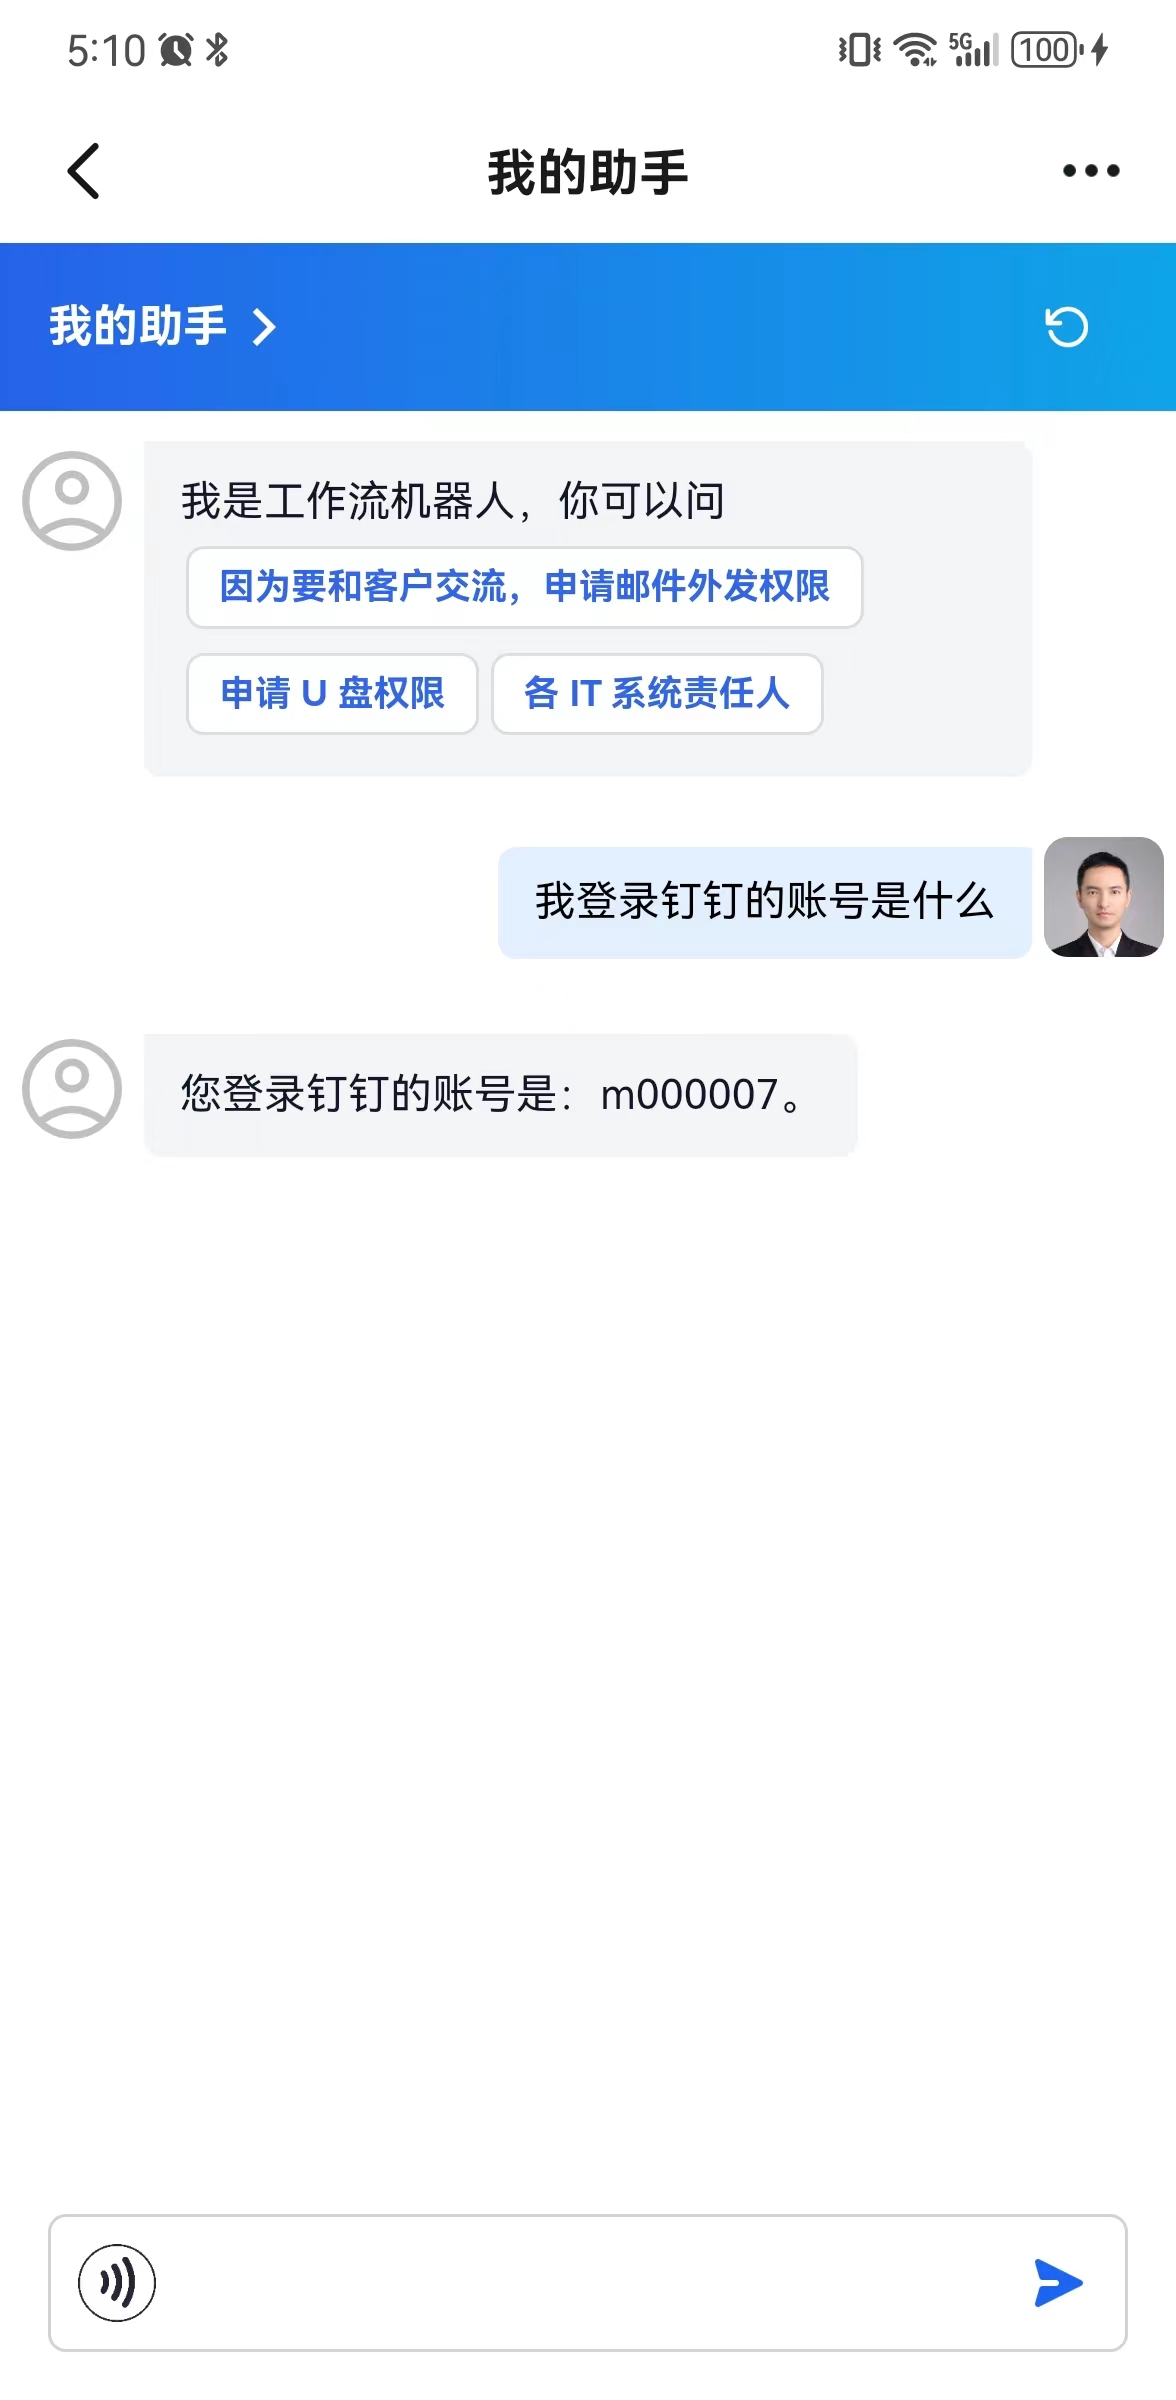 5:10
5G
100
我的助手
我的助手
我是工作流机器人，你可以问
因为要和客户交流，申请邮件外发权限
申请 U 盘权限
各 IT 系统责任人
我登录钉钉的账号是什么
您登录钉钉的账号是：m000007。